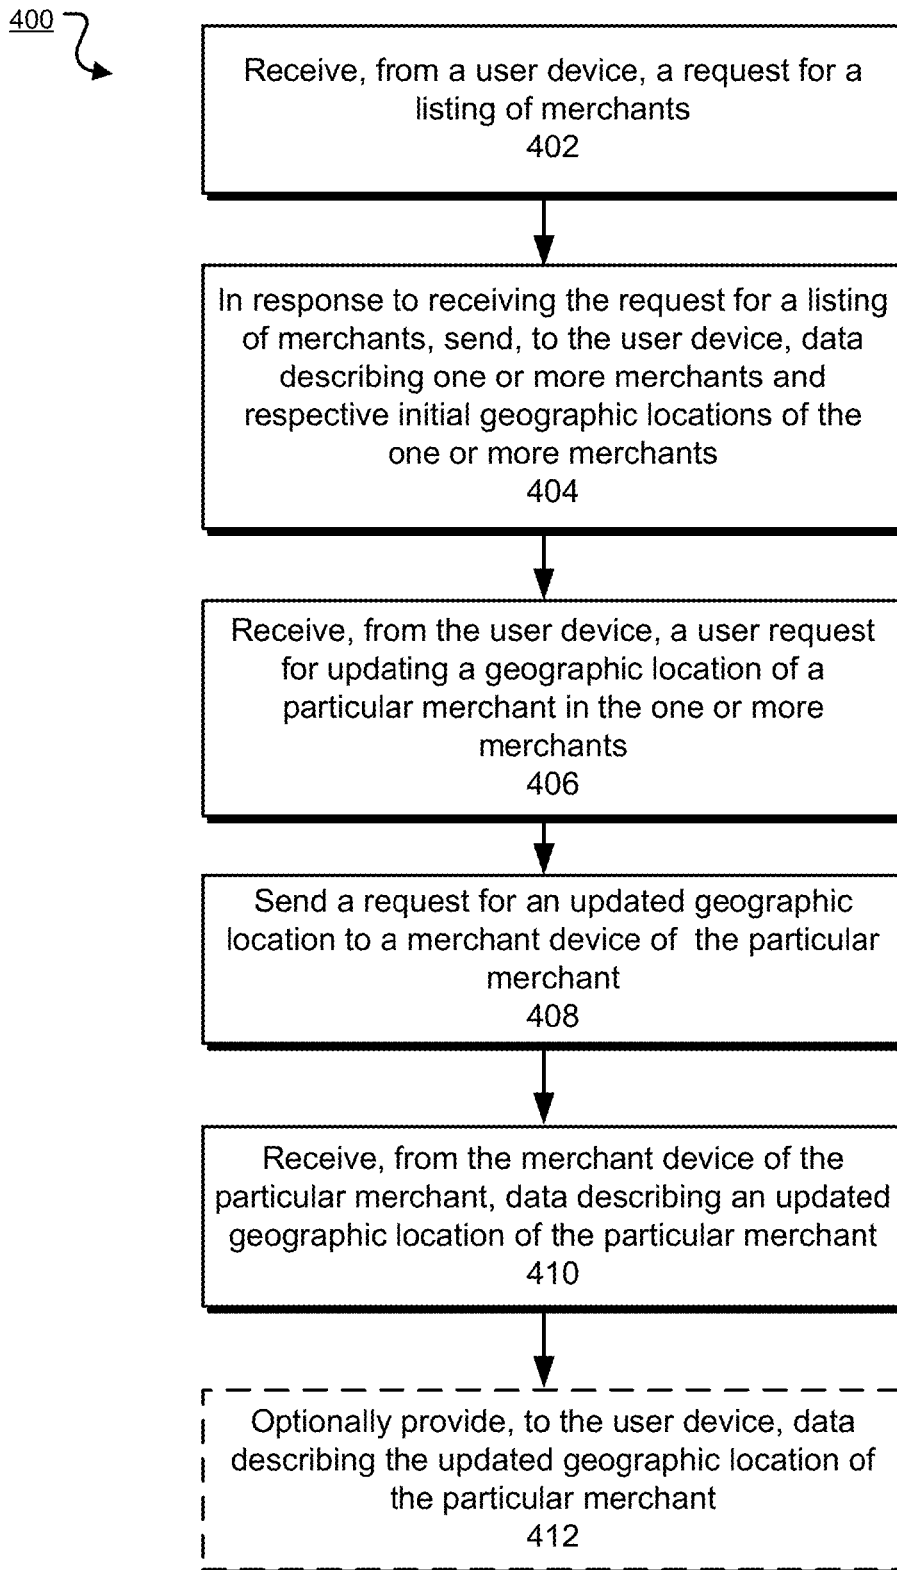 400
Receive, from a user device, a request for a
listing of merchants
402
In response to receiving the request for a listing
of merchants, send, to the user device, data
describing one or more merchants and
respective initial geographic locations of the
one or more merchants
404
Receive, from the user device, a user request
for updating a geographic location of a
particular merchant in the one or more
merchants
406
Send a request for an updated geographic
location to a merchant device of the particular
merchant
408
Receive, from the merchant device of the
particular merchant, data describing an updated
geographic location of the particular merchant
410
Optionally provide, to the user device, data
describing the updated geographic location of
the particular merchant
412